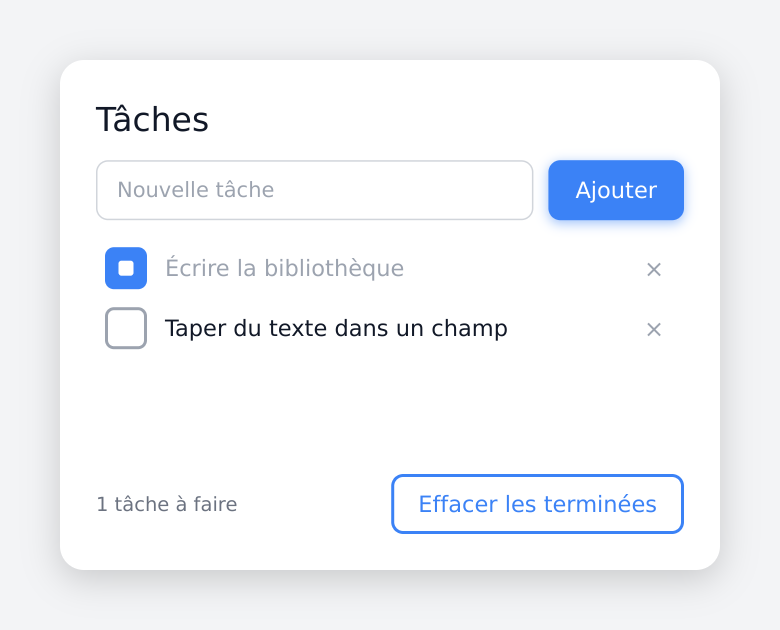 Tâches
Nouvelle tâche
Ajouter
Écrire la bibliothèque ×
Taper du texte dans un champ ×
1 tâche à faire
Effacer les terminées